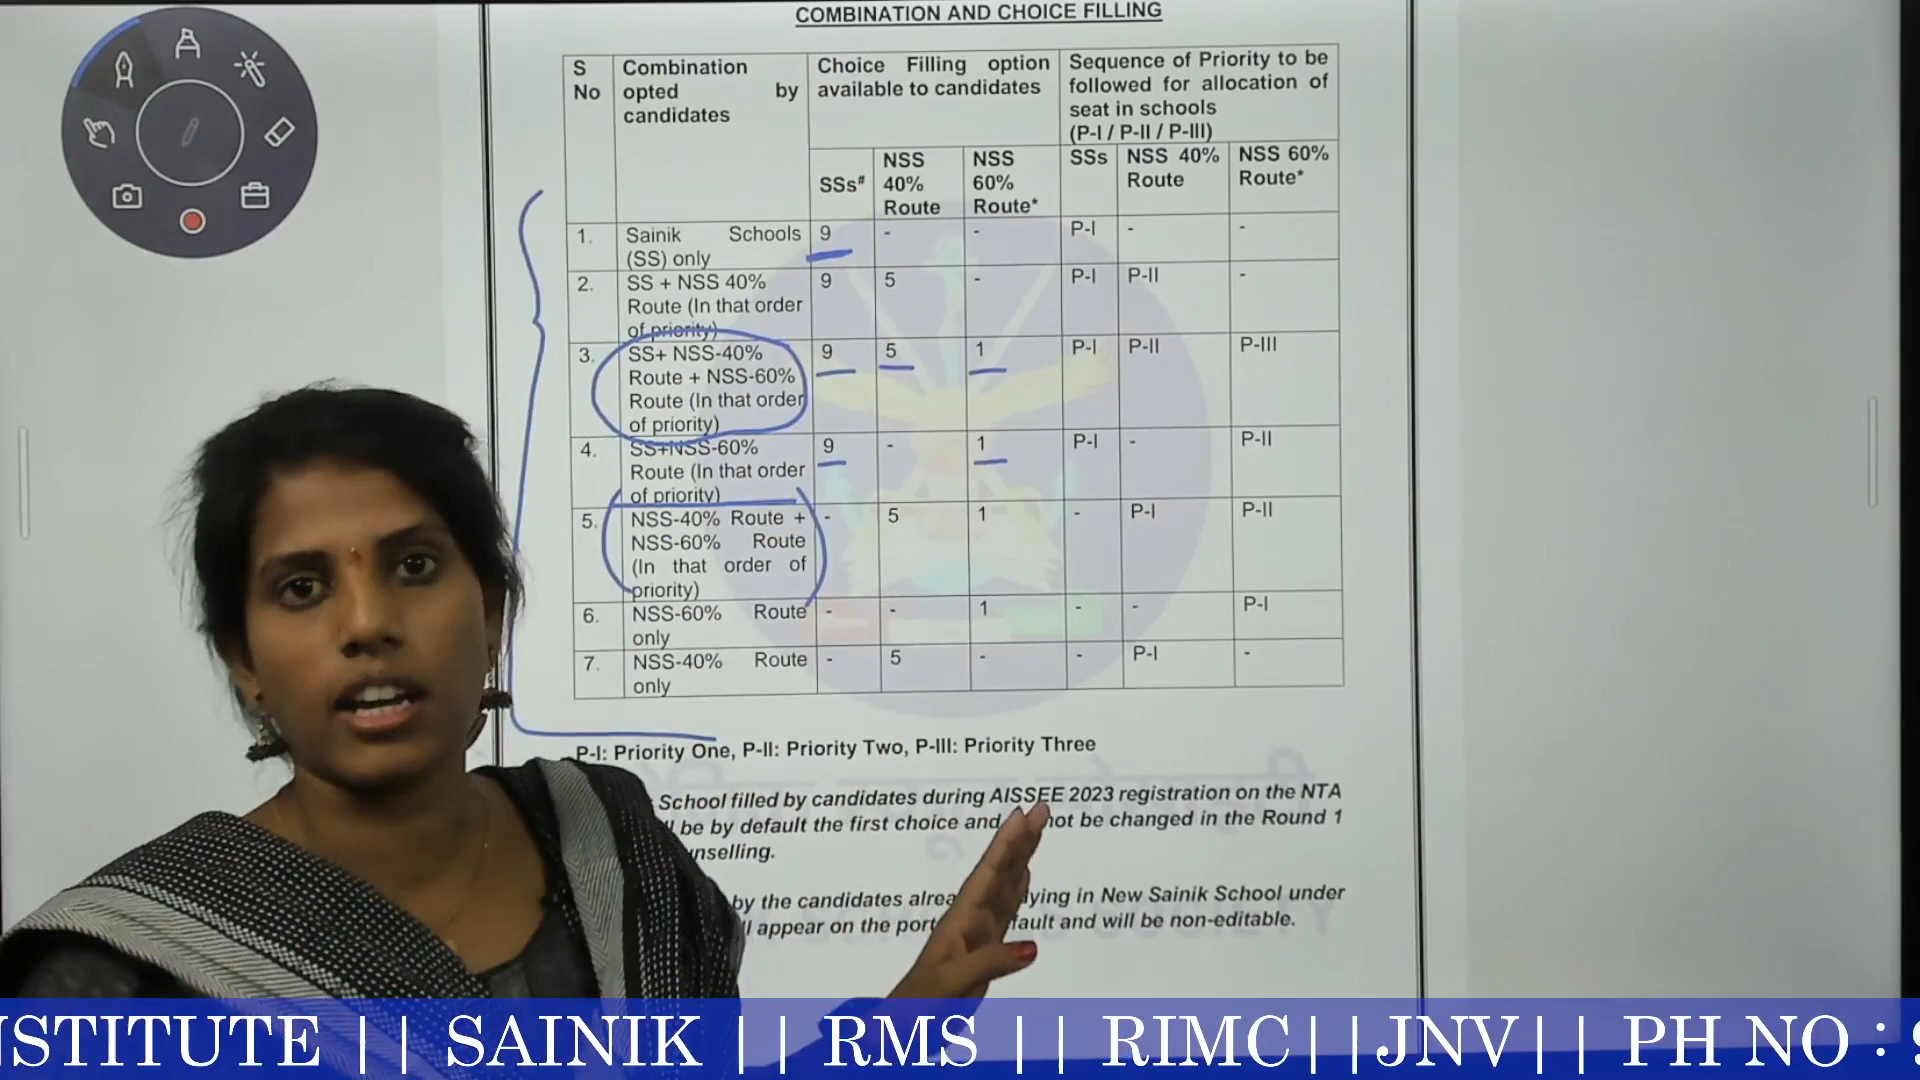 COMBINATION AND CHOICE FILLING
S No
Combination opted by candidates
Choice Filling option available to candidates
Sequence of Priority to be followed for allocation of seat in schools (P-I / P-II / P-III)
SSs# NSS 40% Route NSS 60% Route* SSs NSS 40% Route NSS 60% Route*
1. Sainik Schools (SS) only 9 - - P-I - -
2. SS + NSS 40% Route (In that order of priority) 9 5 - P-I P-II -
3. SS+ NSS-40% Route + NSS-60% Route (In that order of priority) 9 5 1 P-I P-II P-III
4. SS+NSS-60% Route (In that order of priority) 9 - 1 P-I - P-II
5. NSS-40% Route + NSS-60% Route (In that order of priority) - 5 1 - P-I P-II
6. NSS-60% Route only - - 1 - - P-I
7. NSS-40% Route only - 5 - - P-I -
P-I: Priority One, P-II: Priority Two, P-III: Priority Three
School filled by candidates during AISSEE 2023 registration on the NTA
be by default the first choice and not be changed in the Round 1
by the candidates in New Sainik School under
appear on the and will be non-editable.
NSTITUTE || SAINIK || RMS || RIMC||JNV|| PH NO : 9